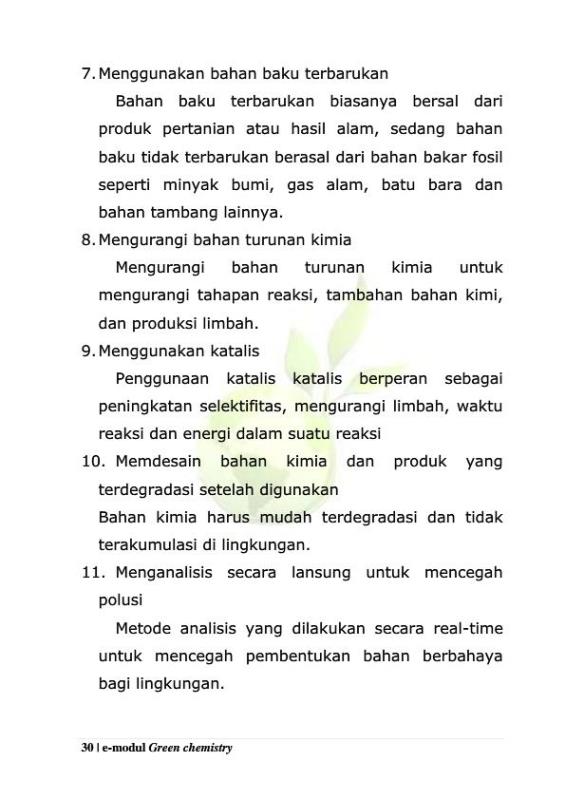 7. Menggunakan bahan baku terbarukan
Bahan baku terbarukan biasanya bersal dari
produk pertanian atau hasil alam, sedang bahan
baku tidak terbarukan berasal dari bahan bakar fosil
seperti minyak bumi, gas alam, batu bara dan
bahan tambang lainnya.
8. Mengurangi bahan turunan kimia
Mengurangi bahan turunan kimia untuk
mengurangi tahapan reaksi, tambahan bahan kimi,
dan produksi limbah.
9. Menggunakan katalis
Penggunaan katalis katalis berperan sebagai
peningkatan selektifitas, mengurangi limbah, waktu
reaksi dan energi dalam suatu reaksi
10. Memdesain bahan kimia dan produk yang
terdegradasi setelah digunakan
Bahan kimia harus mudah terdegradasi dan tidak
terakumulasi di lingkungan.
11. Menganalisis secara lansung untuk mencegah
polusi
Metode analisis yang dilakukan secara real-time
untuk mencegah pembentukan bahan berbahaya
bagi lingkungan.
30 | e-modul Green chemistry